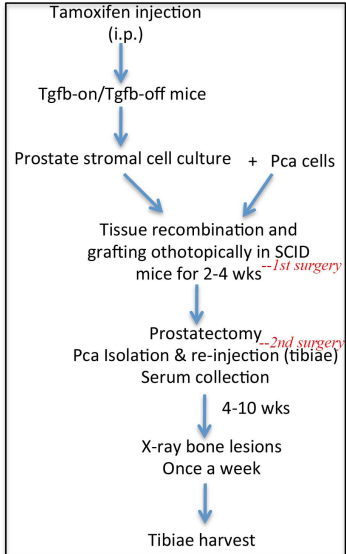 Tamoxifen injection
(i.p.)
Tgfb-on/Tgfb-off mice
Prostate stromal cell culture + Pca cells
Tissue recombination and
grafting othotopically in SCID
mice for 2-4 wks --1st surgery
Prostatectomy --2nd surgery
Pca Isolation & re-injection (tibiae)
Serum collection
4-10 wks
X-ray bone lesions
Once a week
Tibiae harvest